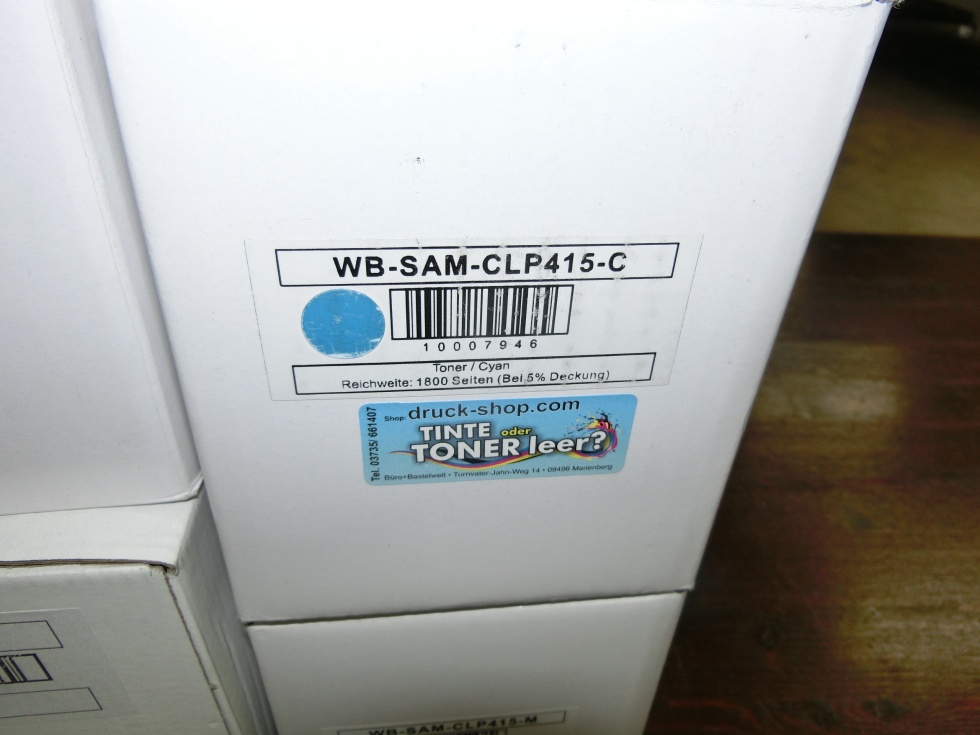 WB-SAM-CLP415-C
10007946
Toner / Cyan
Reichweite: 1800 Seiten (Bei 5% Deckung)
Tel. 03735/ 661407
Shop: druck-shop.com
TINTE oder
TONER leer?
Büro+Bastelwelt • Turnvater-Jahn-Weg 14 • 09496 Marienberg
WB-SAM-CLP415-M